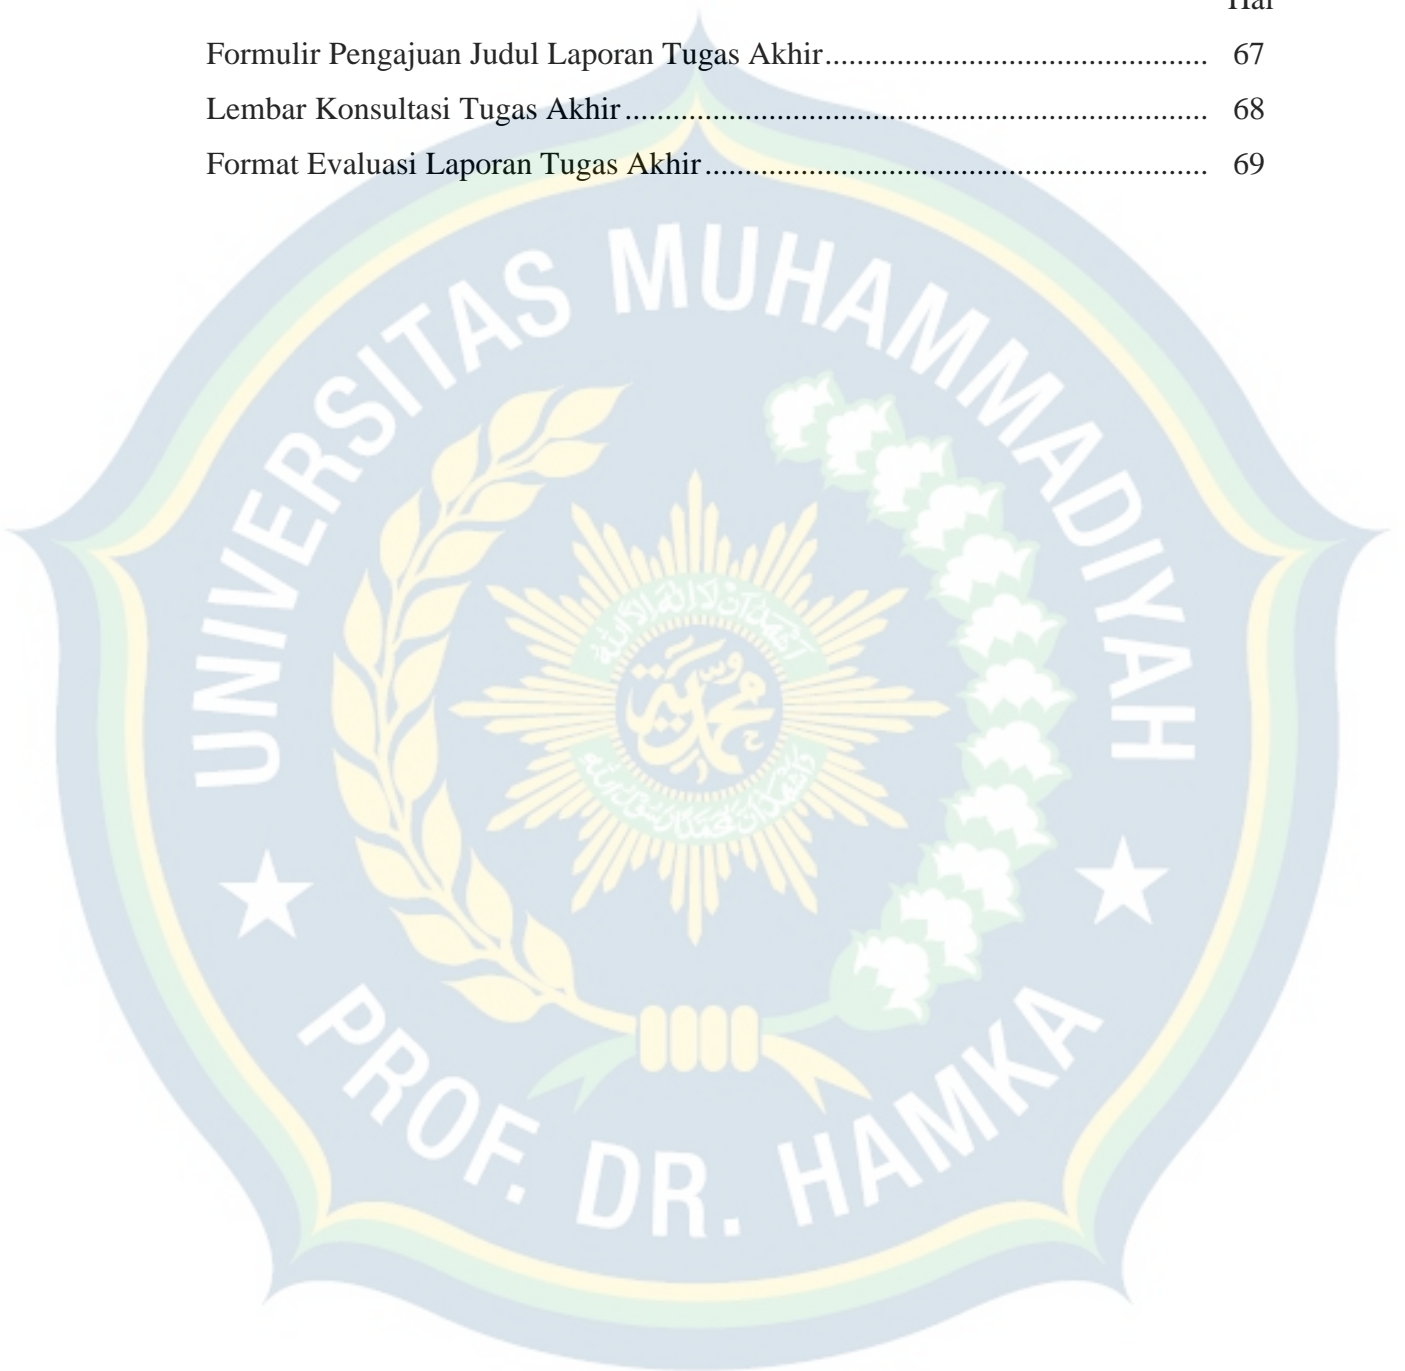 Hal
Formulir Pengajuan Judul Laporan Tugas Akhir................................................ 67
Lembar Konsultasi Tugas Akhir......................................................................... 68
Format Evaluasi Laporan Tugas Akhir............................................................... 69
UNIVERSITAS MUHAMMADIYAH
محمدية
PROF. DR. HAMKA